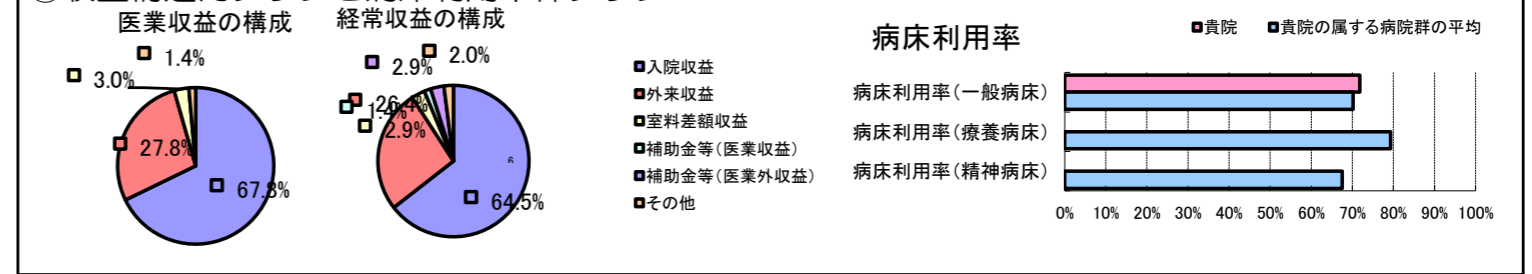 医業収益の構成
1.4%
3.0%
27.8%
67.8%
経常収益の構成
2.0%
2.9%
26.4%
1.4%
2.9%
64.5%
入院収益
外来収益
室料差額収益
補助金等(医業収益)
補助金等(医業外収益)
その他
病床利用率
貴院
貴院の属する病院群の平均
病床利用率(一般病床)
病床利用率(療養病床)
病床利用率(精神病床)
0% 10% 20% 30% 40% 50% 60% 70% 80% 90% 100%